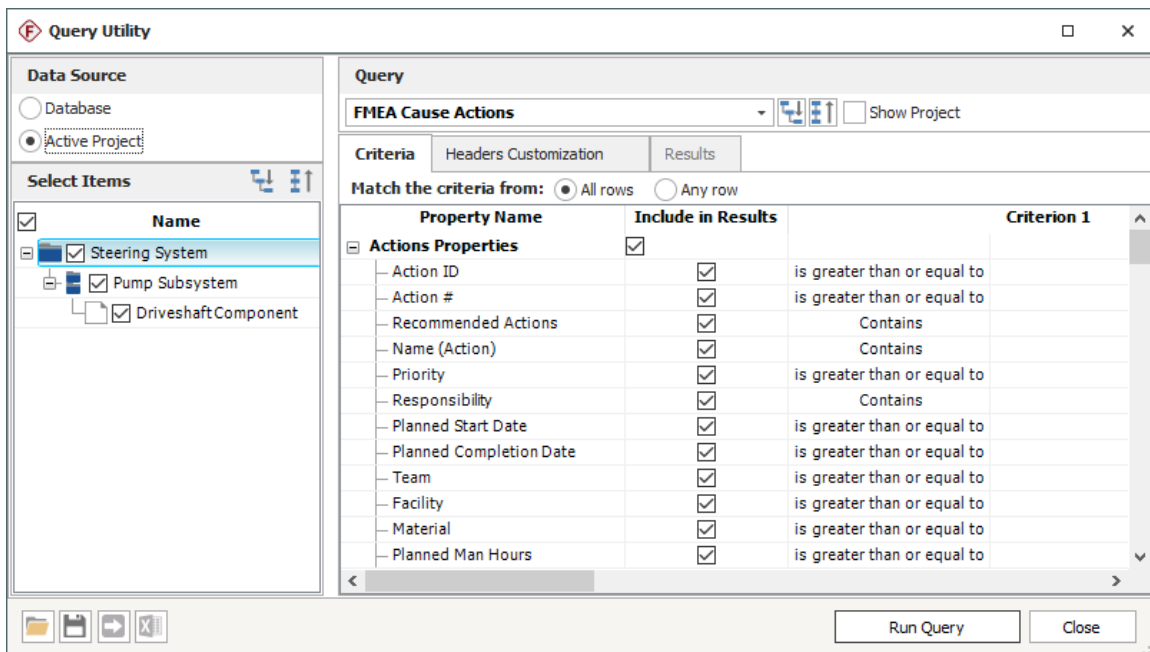 Query Utility
Data Source
Database
Active Project
Select Items
Name
Steering System
Pump Subsystem
Driveshaft Component
Query
FMEA Cause Actions
Show Project
Criteria Headers Customization Results
Match the criteria from: All rows Any row
Property Name Include in Results Criterion 1
Actions Properties
Action ID is greater than or equal to
Action # is greater than or equal to
Recommended Actions Contains
Name (Action) Contains
Priority is greater than or equal to
Responsibility Contains
Planned Start Date is greater than or equal to
Planned Completion Date is greater than or equal to
Team is greater than or equal to
Facility is greater than or equal to
Material is greater than or equal to
Planned Man Hours is greater than or equal to
Run Query Close